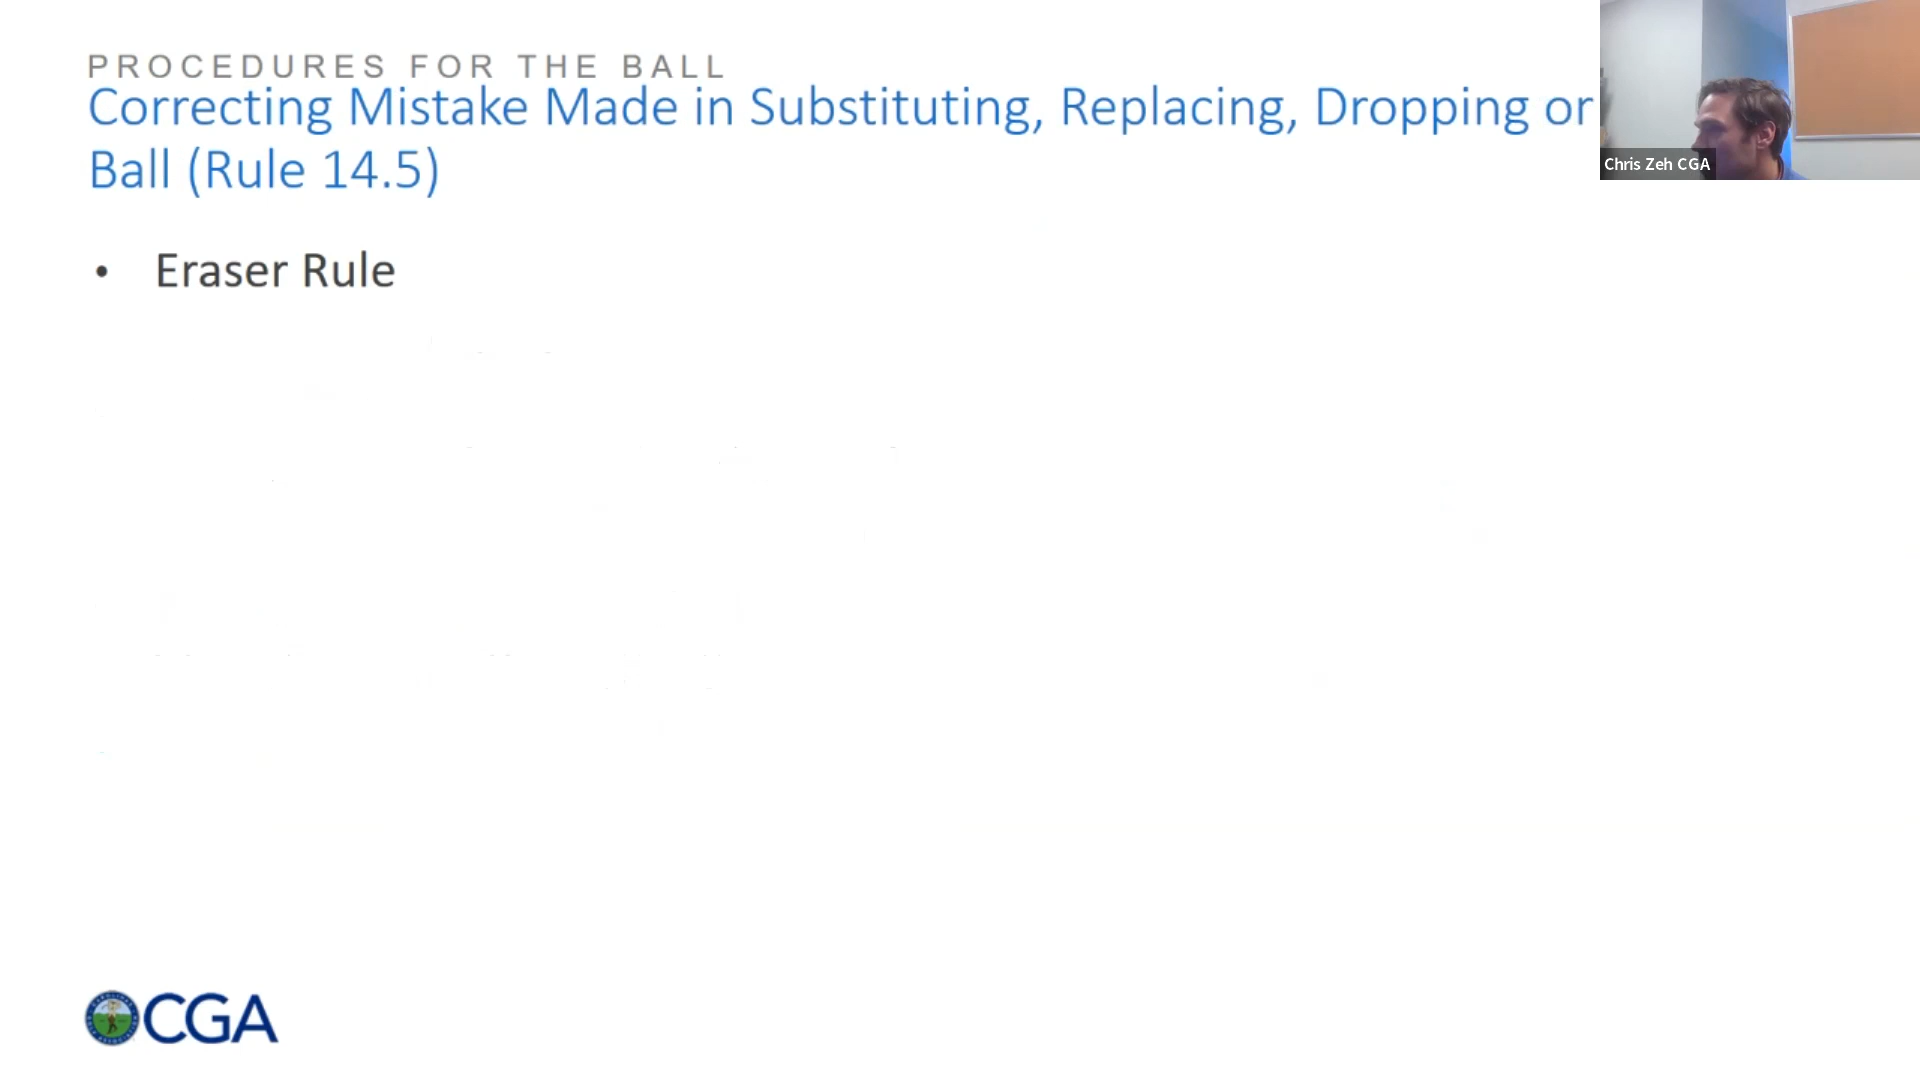 PROCEDURES FOR THE BALL
Correcting Mistake Made in Substituting, Replacing, Dropping or
Ball (Rule 14.5)
• Eraser Rule
Chris Zeh CGA
CGA